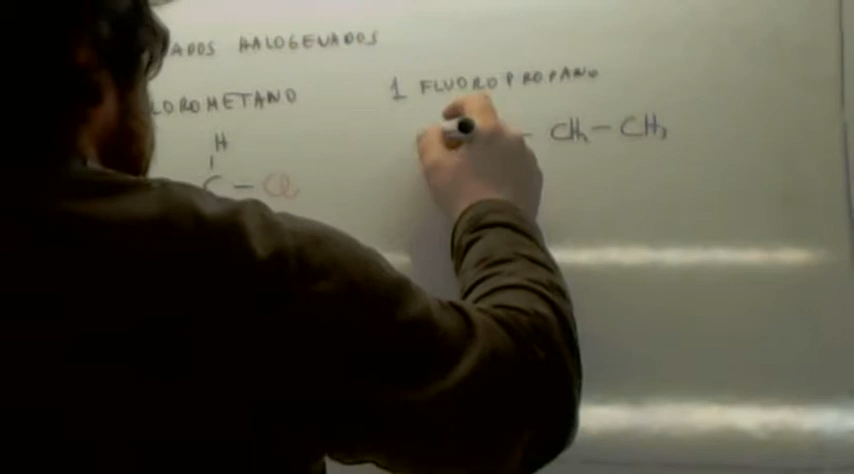 ADOS HALOGENADOS
LOROMETANO
1 FLUOROPROPANO
H
C - Cl
- CH₂ - CH₃